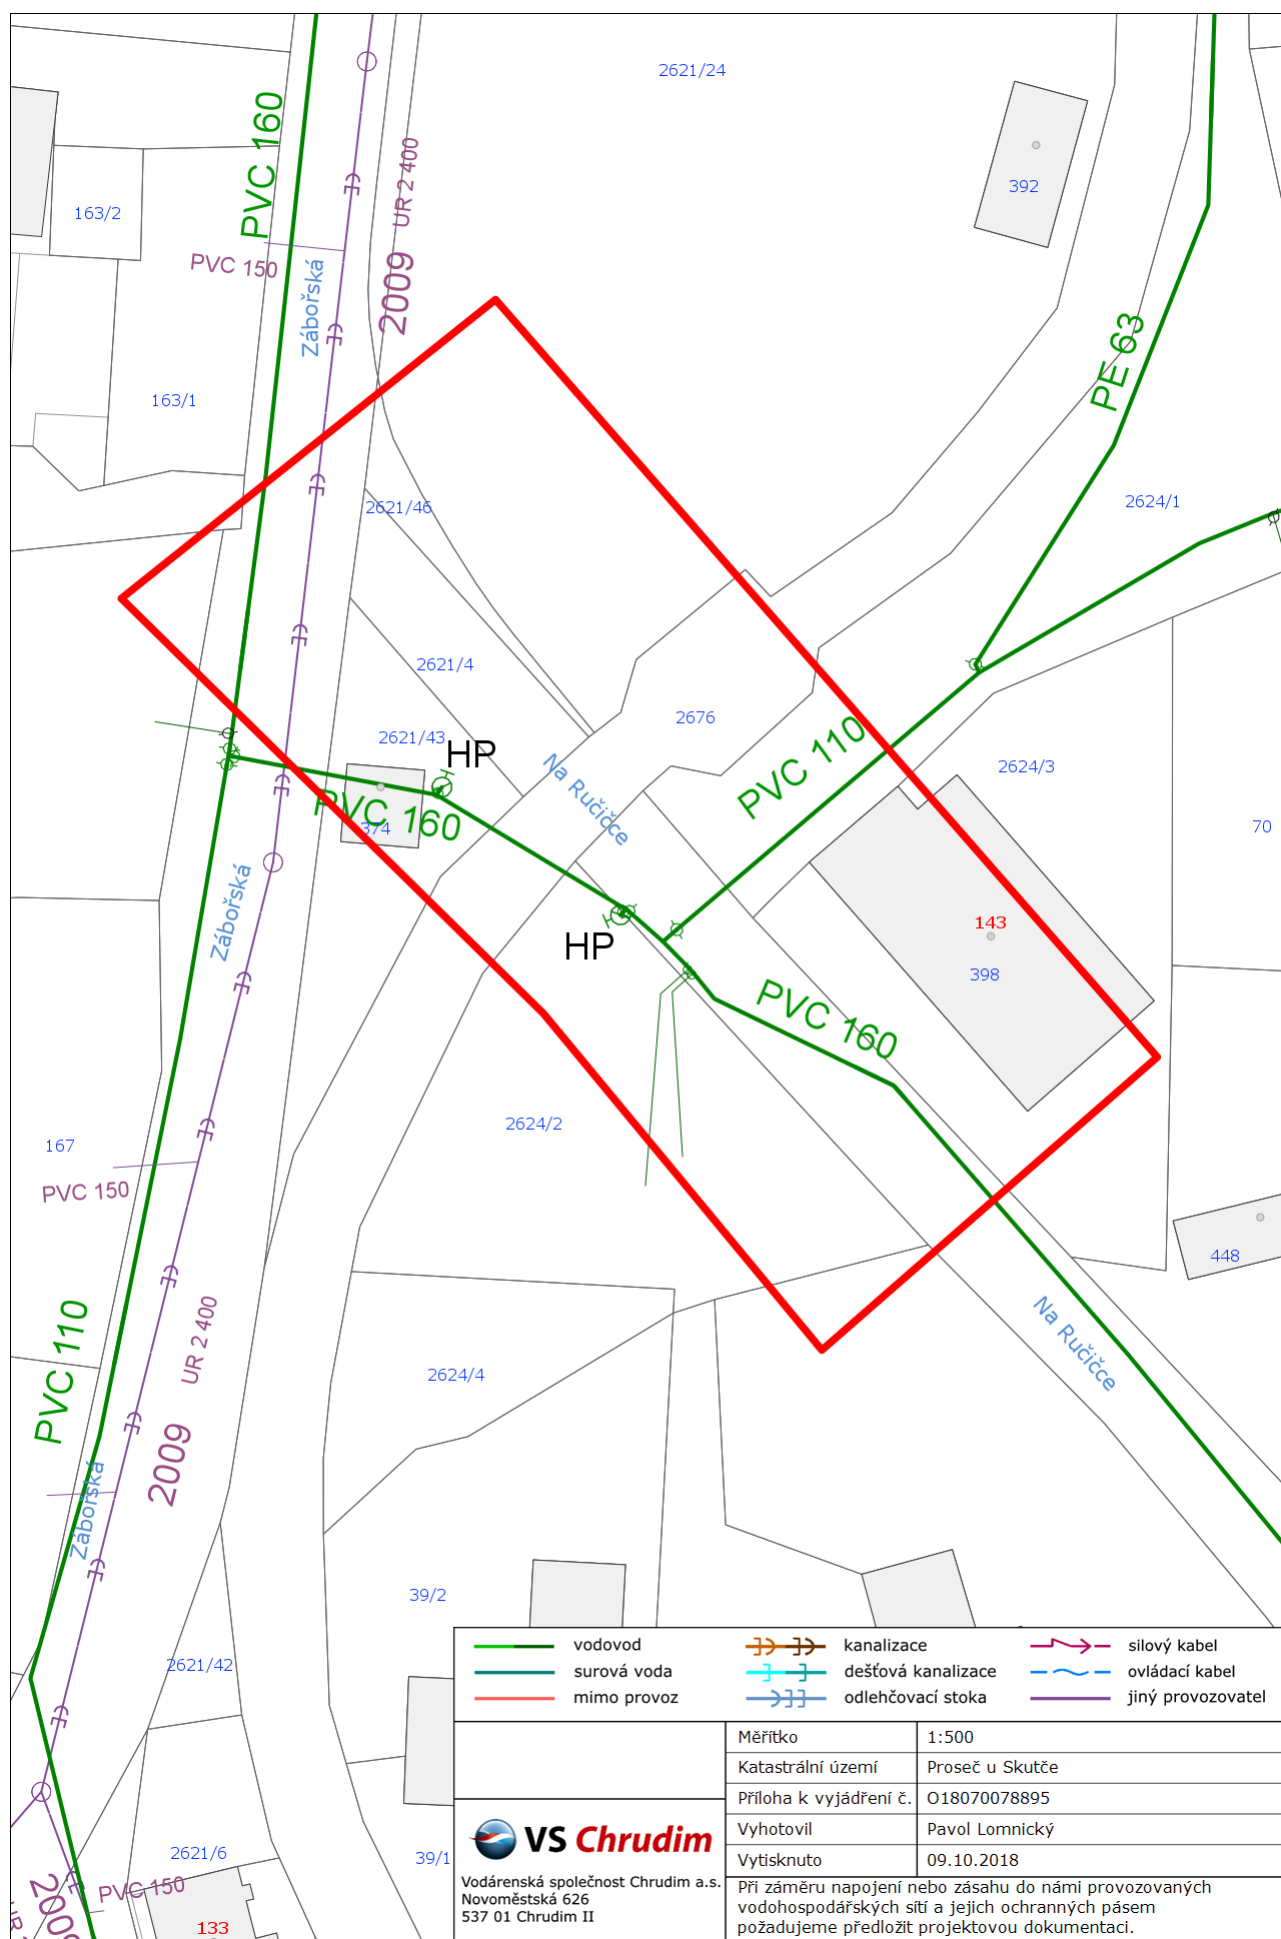 2621/24
PVC 160
UR 2 400
392
163/2
PVC 150
Zábořská
2009
PE 63
163/1
2621/46
2624/1
2621/4
2676
2621/43
HP
Na Ručičce
PVC 110
2624/3
PVC 160
374
70
Zábořská
143
HP
398
PVC 160
2624/2
167
PVC 150
448
Na Ručičce
PVC 110
UR 2 400
2624/4
2009
Zábořská
39/2
2621/42
2621/6
39/1
PVC 150
2009
UR
133
vodovod
kanalizace
silový kabel
surová voda
dešťová kanalizace
ovládací kabel
mimo provoz
odlehčovací stoka
jiný provozovatel
Měřítko 1:500
Katastrální území Proseč u Skutče
Příloha k vyjádření č. O18070078895
Vyhotovil Pavol Lomnický
Vytisknuto 09.10.2018
VS Chrudim
Vodárenská společnost Chrudim a.s.
Novoměstská 626
537 01 Chrudim II
Při záměru napojení nebo zásahu do námi provozovaných
vodohospodářských sítí a jejich ochranných pásem
požadujeme předložit projektovou dokumentaci.